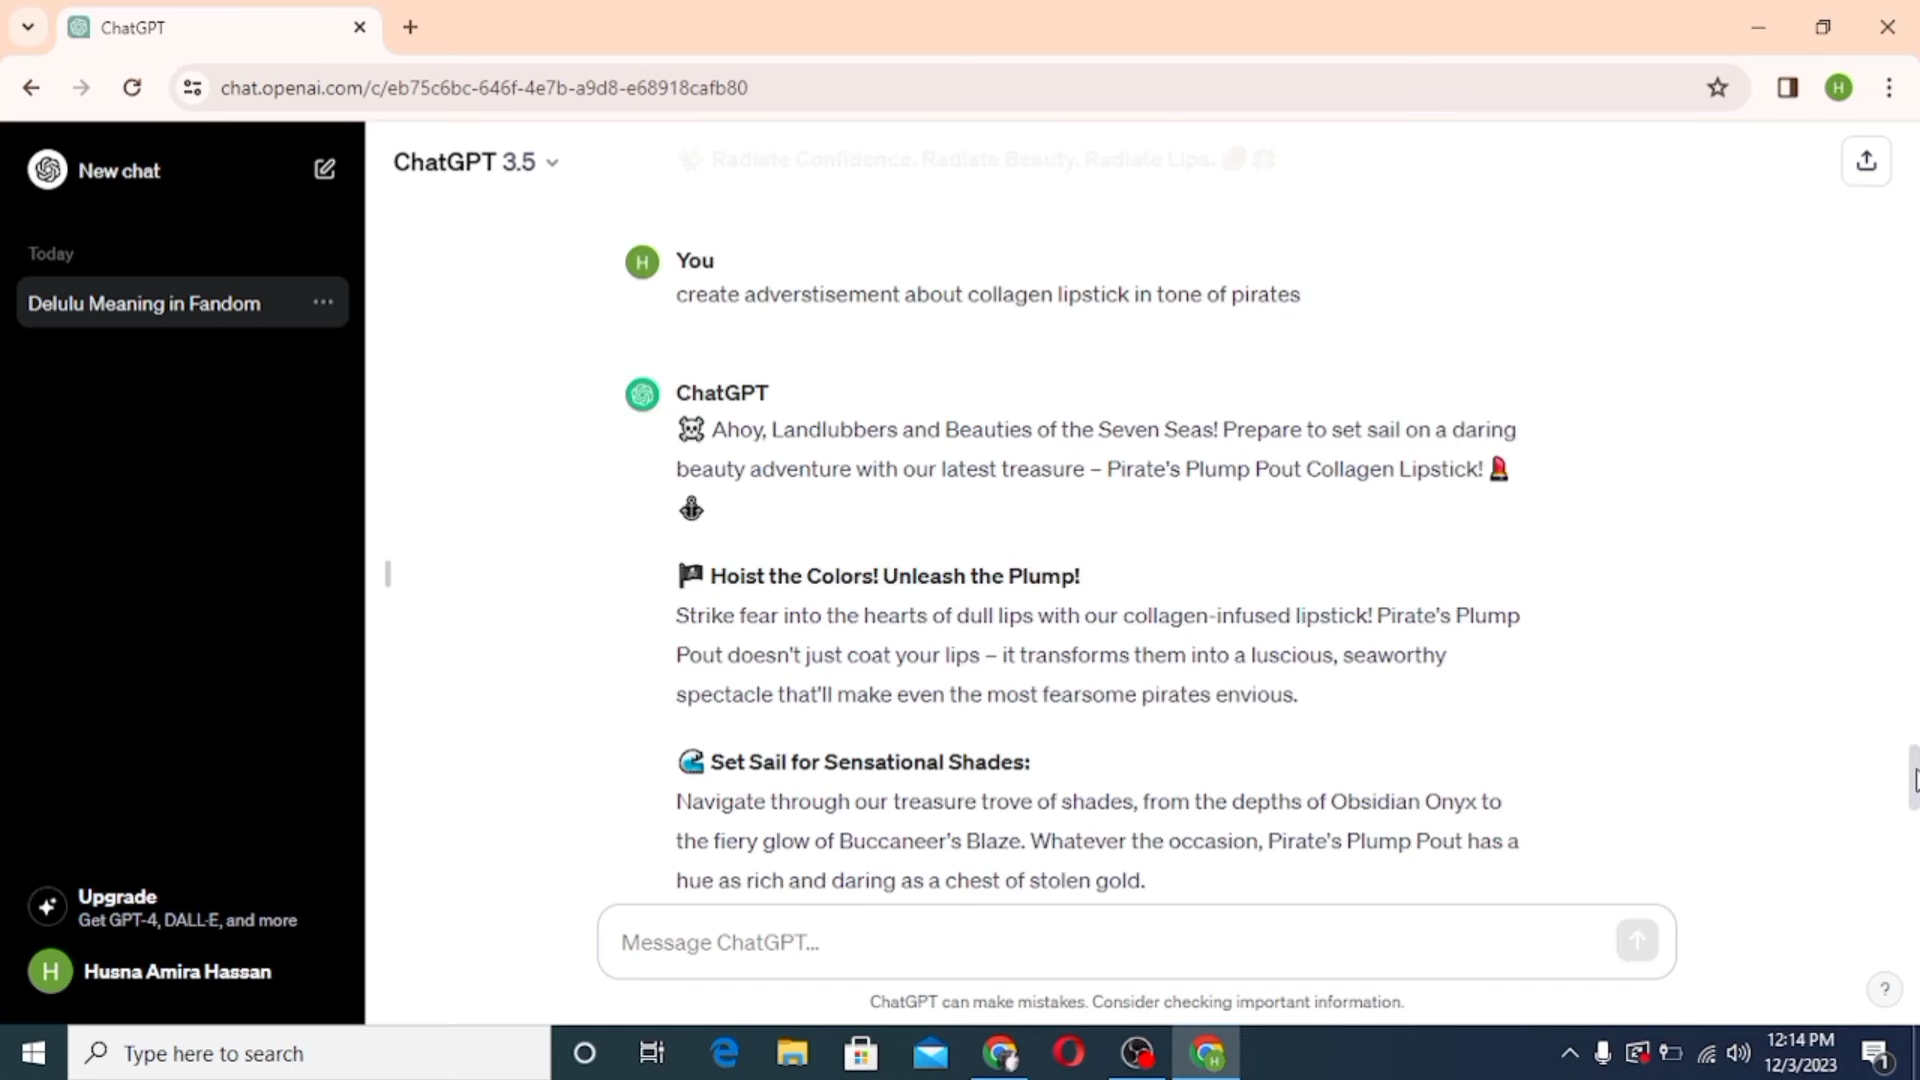 ChatGPT
chat.openai.com/c/eb75c6bc-646f-4e7b-a9d8-e68918cafb80
H
New chat
Today
Delulu Meaning in Fandom
Upgrade
Get GPT-4, DALL·E, and more
H
Husna Amira Hassan
ChatGPT 3.5
Radiate Confidence. Radiate Beauty. Radiate Lips.
H
You
create adverstisement about collagen lipstick in tone of pirates
ChatGPT
☠️ Ahoy, Landlubbers and Beauties of the Seven Seas! Prepare to set sail on a daring
beauty adventure with our latest treasure – Pirate's Plump Pout Collagen Lipstick! 💄
⚓
🏴‍☠️ Hoist the Colors! Unleash the Plump!
Strike fear into the hearts of dull lips with our collagen-infused lipstick! Pirate's Plump
Pout doesn't just coat your lips – it transforms them into a luscious, seaworthy
spectacle that'll make even the most fearsome pirates envious.
🌊 Set Sail for Sensational Shades:
Navigate through our treasure trove of shades, from the depths of Obsidian Onyx to
the fiery glow of Buccaneer's Blaze. Whatever the occasion, Pirate's Plump Pout has a
hue as rich and daring as a chest of stolen gold.
Message ChatGPT...
ChatGPT can make mistakes. Consider checking important information.
?
Type here to search
H
12:14 PM
12/3/2023
1